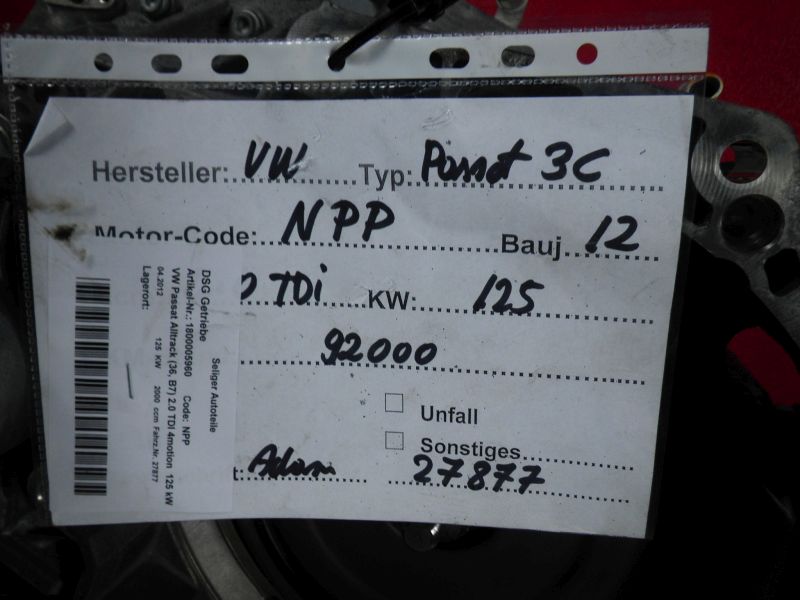 Hersteller: VW Typ: Passat 3C
Motor-Code: NPP Bauj 12
TDi KW: 125
92000
Unfall
Sonstiges
Adam 27877
Seliger Autoteile
DSG Getriebe
Artikel-Nr.: 1800005960 Code: NPP
VW Passat Alltrack (36, B7) 2.0 TDI 4motion 125 kW
04.2012 125 KW 2000 ccm Fahrz.Nr. 27877
Lagerort: